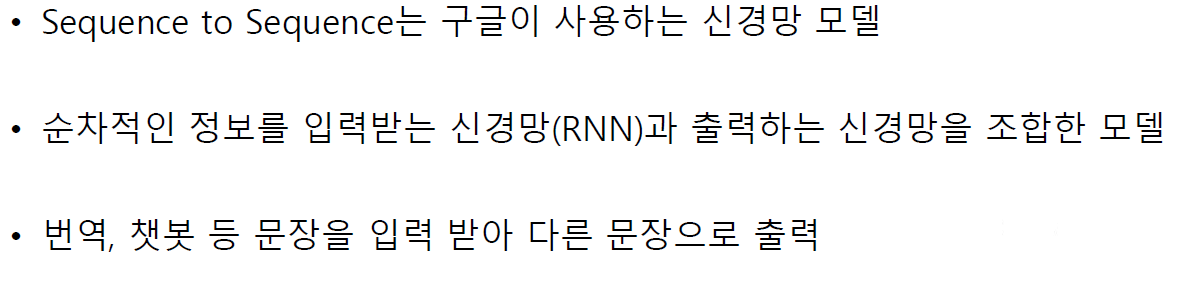 • Sequence to Sequence는 구글이 사용하는 신경망 모델
• 순차적인 정보를 입력받는 신경망(RNN)과 출력하는 신경망을 조합한 모델
• 번역, 챗봇 등 문장을 입력 받아 다른 문장으로 출력